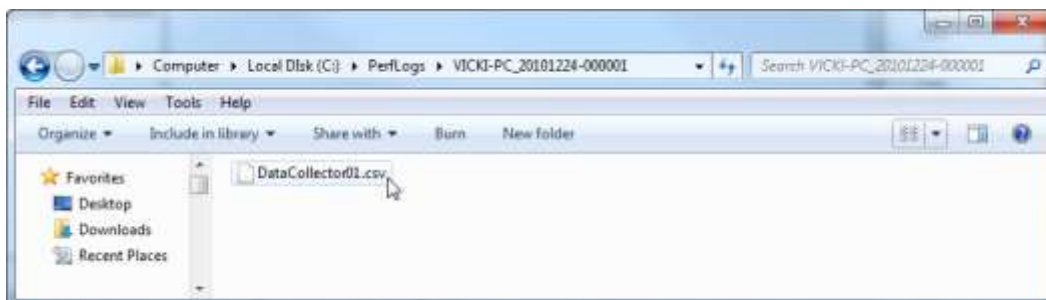 Computer ▸ Local Disk (C:) ▸ PerfLogs ▸ VICKI-PC_20101224-000001
Search VICKI-PC_20101224-000001
File Edit View Tools Help
Organize Include in library Share with Burn New folder
Favorites
DataCollector01.csv
Desktop
Downloads
Recent Places